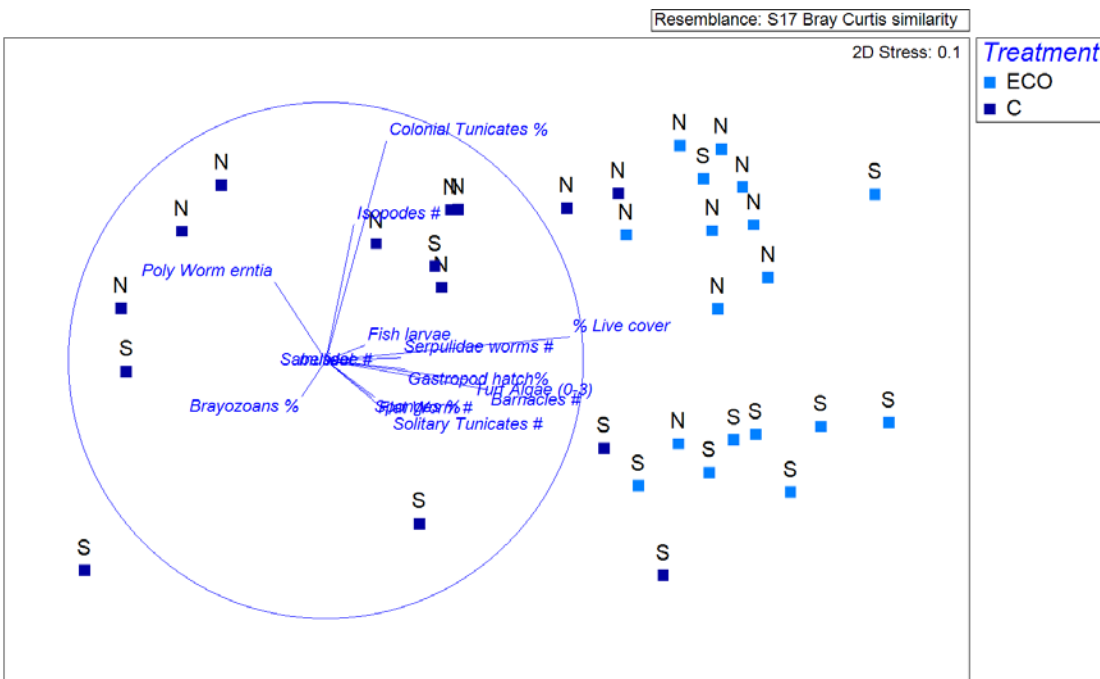 Resemblance: S17 Bray Curtis similarity
2D Stress: 0.1
Treatment
ECO
C
N
N
S
N
N
S
N
N
N
N
N
N
N
N
N
S
N
N
N
N
S
S
N
S
S
S
S
S
S
S
S
S
S
Colonial Tunicates %
Isopodes #
Poly Worm erntia
Fish larvae
% Live cover
Serpulidae worms #
Gastropod hatch%
Turf Algae (0-3)
Barnacles #
Brayozoans %
Sponges %
Solitary Tunicates #